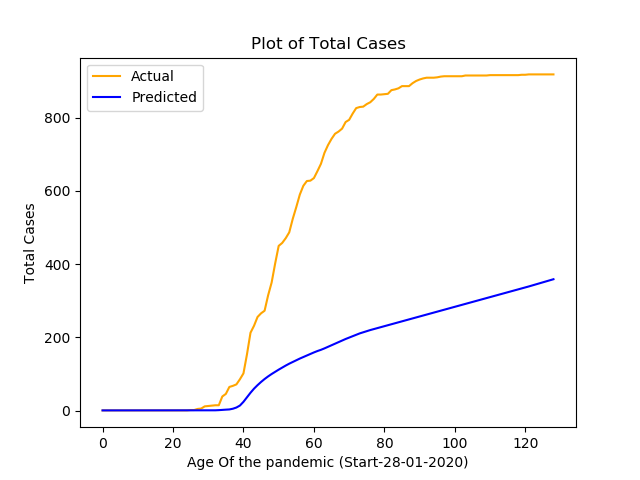 Plot of Total Cases
Actual
Predicted
Total Cases
800
600
400
200
0
0 20 40 60 80 100 120
Age Of the pandemic (Start-28-01-2020)